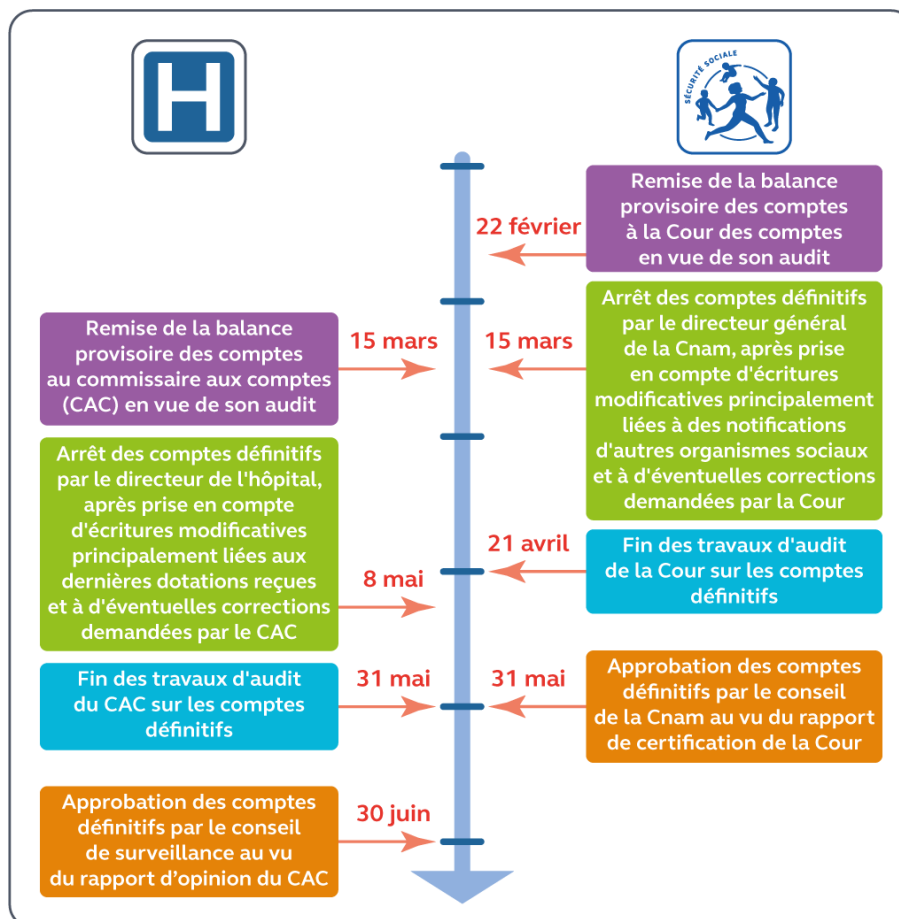 H
SÉCURITÉ SOCIALE
Remise de la balance
provisoire des comptes
à la Cour des comptes
en vue de son audit
22 février
Remise de la balance
provisoire des comptes
au commissaire aux comptes
(CAC) en vue de son audit
15 mars
15 mars
Arrêt des comptes définitifs
par le directeur général
de la Cnam, après prise
en compte d'écritures
modificatives principalement
liées à des notifications
d'autres organismes sociaux
et à d'éventuelles corrections
demandées par la Cour
Arrêt des comptes définitifs
par le directeur de l'hôpital,
après prise en compte
d'écritures modificatives
principalement liées aux
dernières dotations reçues
et à d'éventuelles corrections
demandées par le CAC
8 mai
21 avril
Fin des travaux d'audit
de la Cour sur les comptes
définitifs
Fin des travaux d'audit
du CAC sur les comptes
définitifs
31 mai
31 mai
Approbation des comptes
définitifs par le conseil
de la Cnam au vu du rapport
de certification de la Cour
Approbation des comptes
définitifs par le conseil
de surveillance au vu
du rapport d’opinion du CAC
30 juin